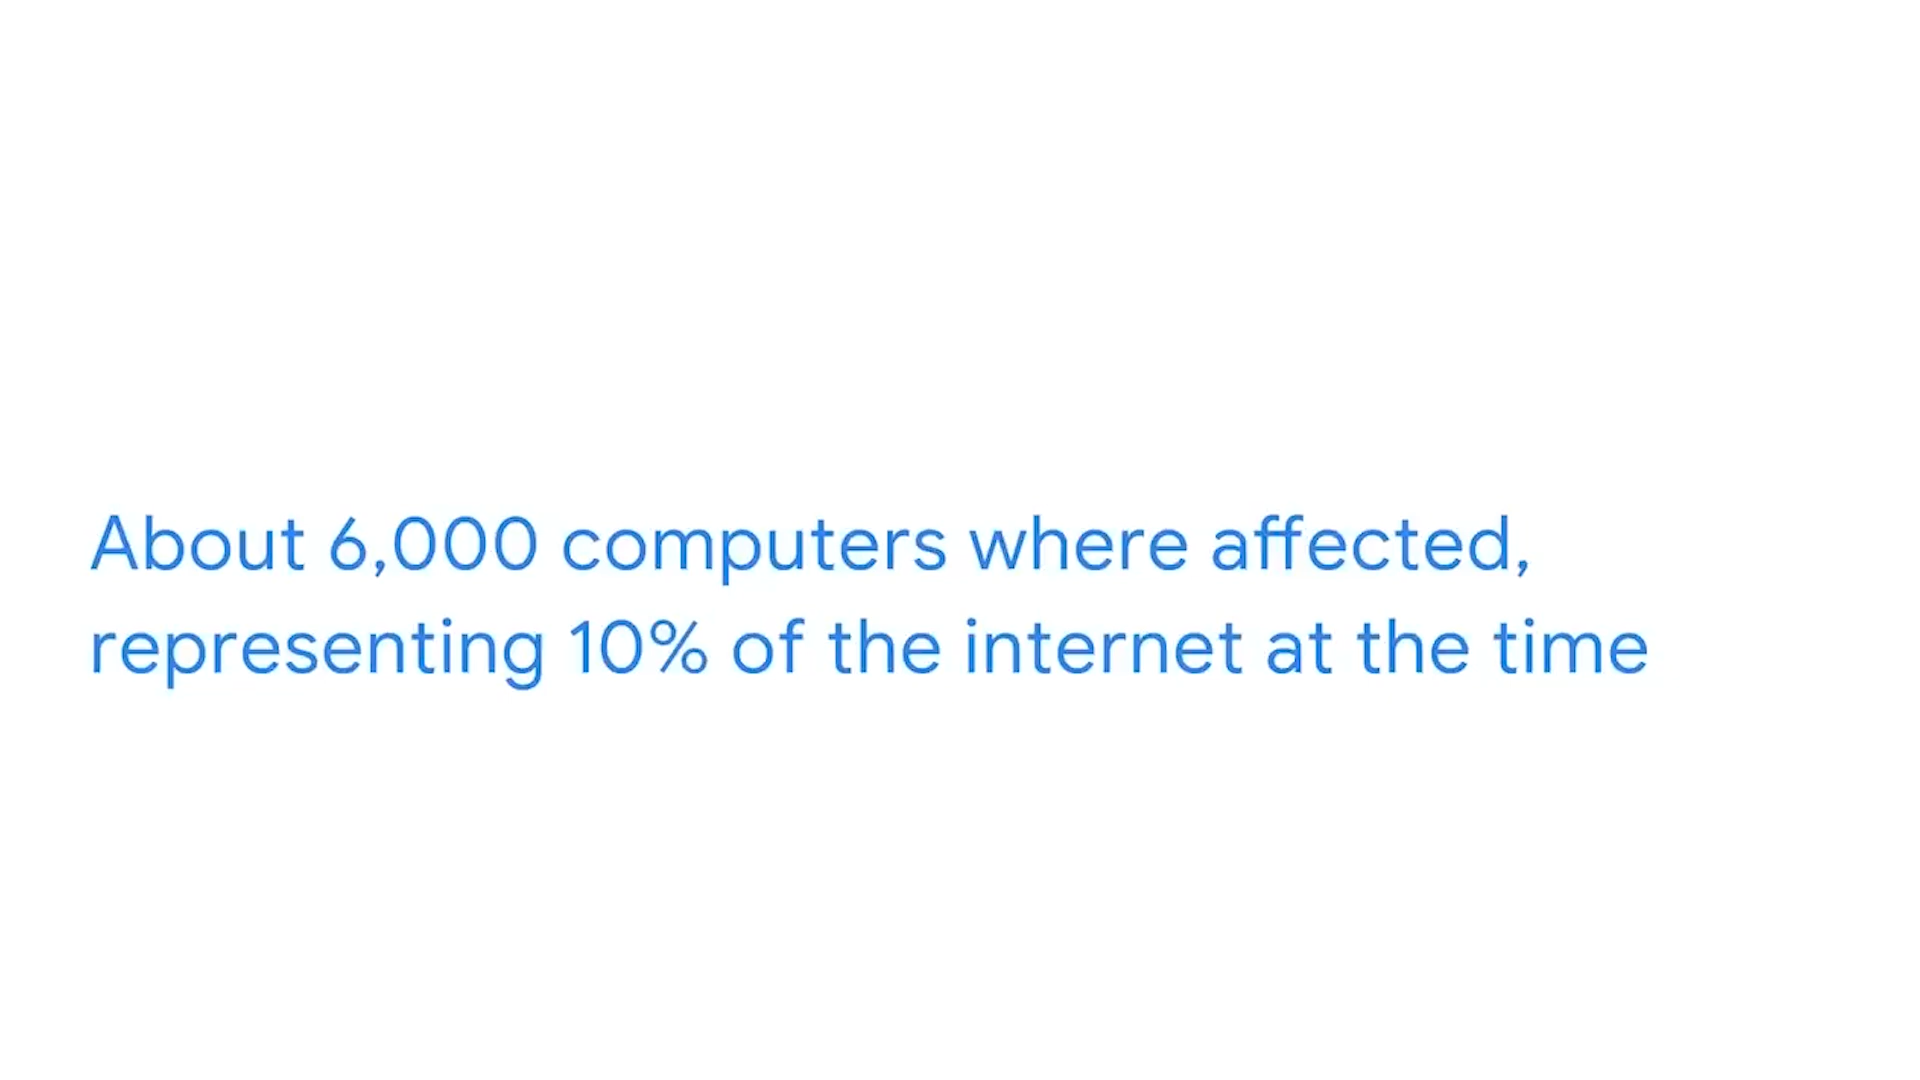 About 6,000 computers where affected,
representing 10% of the internet at the time